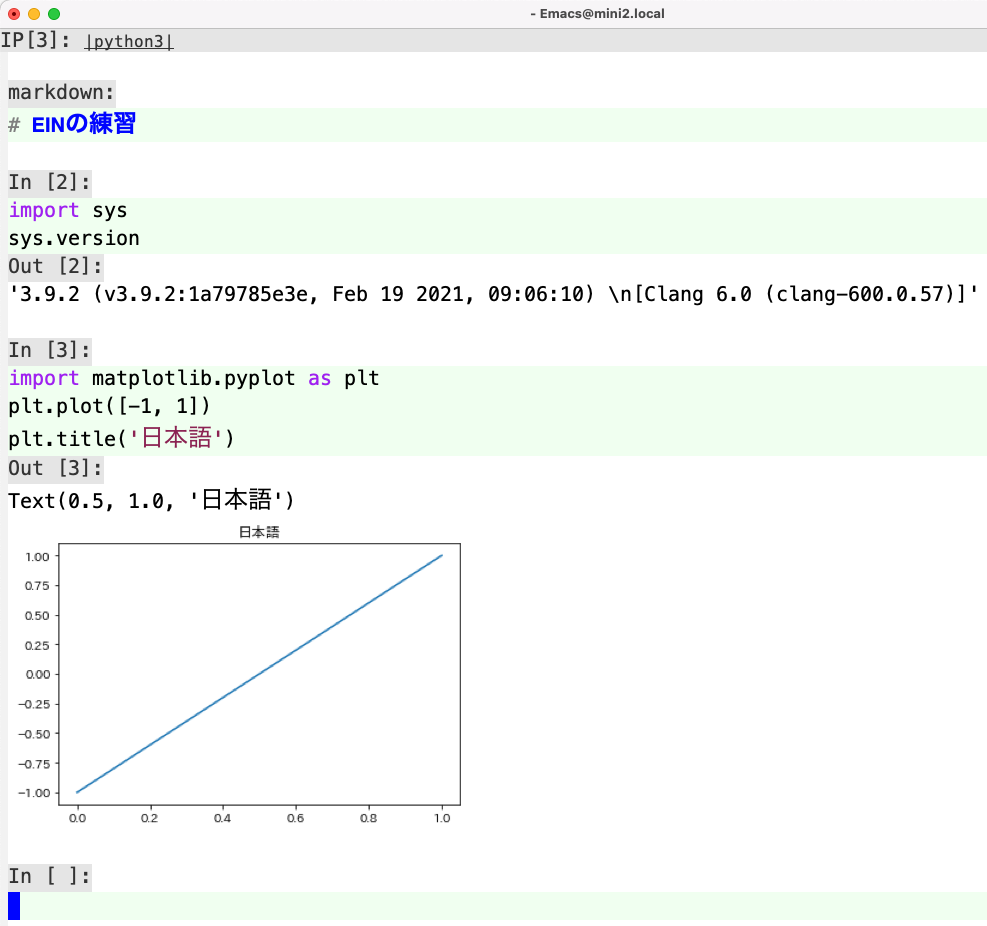 - Emacs@mini2.local
IP[3]: |python3|
markdown:
# EINの練習
In [2]:
import sys
sys.version
Out [2]:
'3.9.2 (v3.9.2:1a79785e3e, Feb 19 2021, 09:06:10) \n[Clang 6.0 (clang-600.0.57)]'
In [3]:
import matplotlib.pyplot as plt
plt.plot([-1, 1])
plt.title('日本語')
Out [3]:
Text(0.5, 1.0, '日本語')
日本語
1.00
0.75
0.50
0.25
0.00
−0.25
−0.50
−0.75
−1.00
0.0 0.2 0.4 0.6 0.8 1.0
In [ ]: